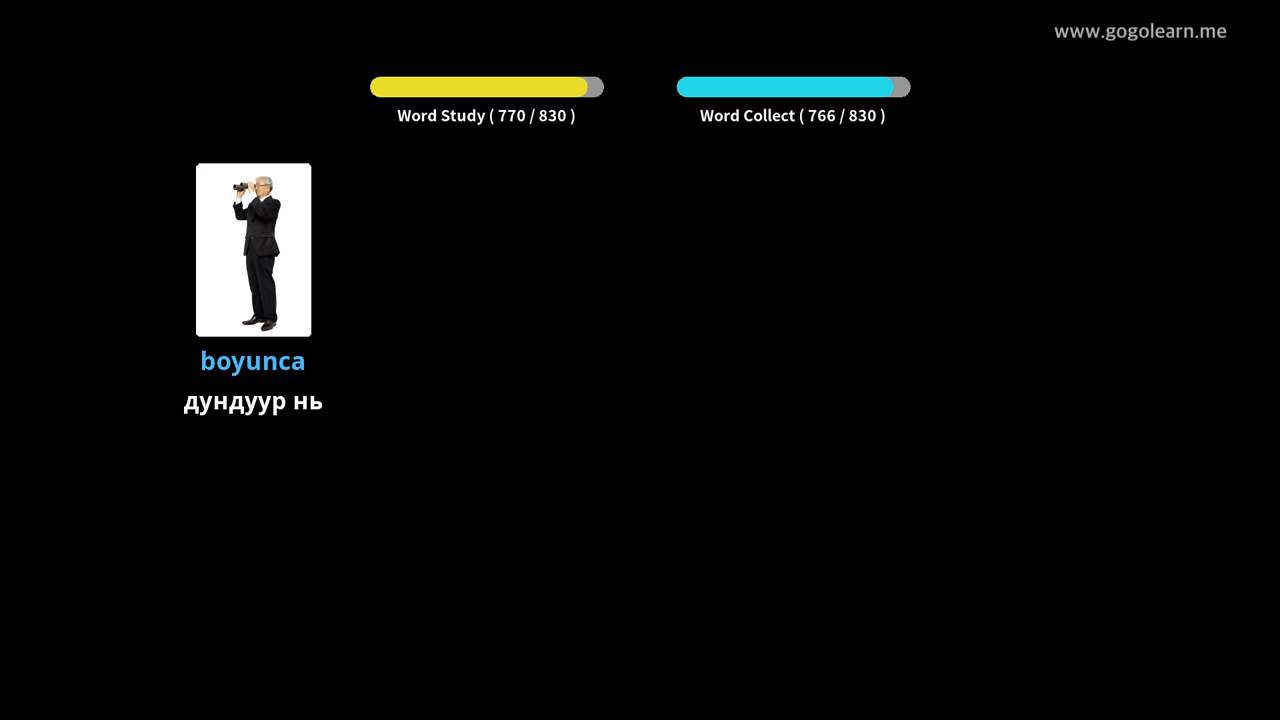 www.gogolearn.me
Word Study ( 770 / 830 )
Word Collect ( 766 / 830 )
boyunca
дундуур нь